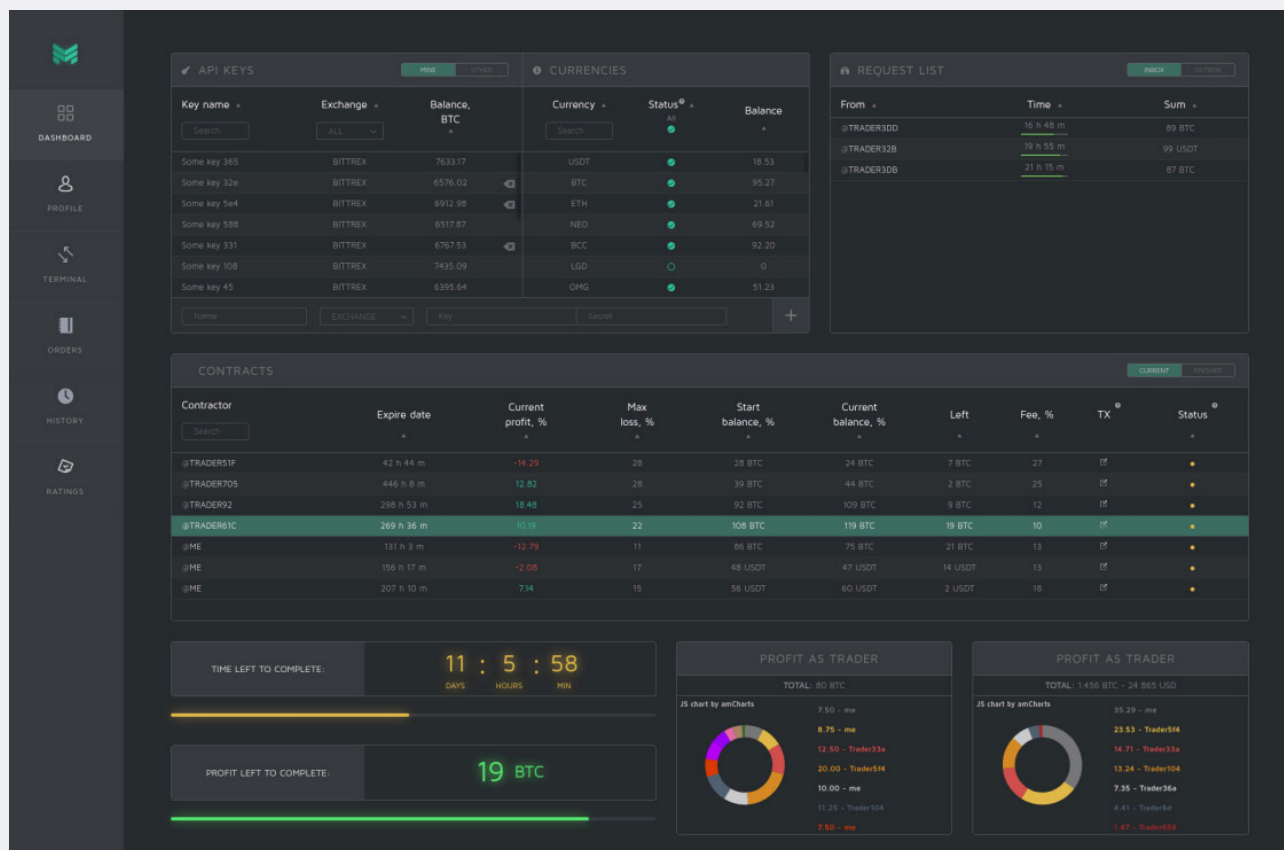 DASHBOARD
PROFILE
TERMINAL
ORDERS
HISTORY
RATINGS
API KEYS MINE OTHER
Key name Exchange Balance, BTC
Search ALL
Some key 365 BITTREX 7633.17
Some key 32e BITTREX 6576.02
Some key 5e4 BITTREX 6912.98
Some key 588 BITTREX 6517.87
Some key 331 BITTREX 6767.53
Some key 108 BITTREX 7435.09
Some key 45 BITTREX 6395.64
Name EXCHANGE Key Secret +
CURRENCIES
Currency Status Balance
Search All
USDT 18.53
BTC 95.27
ETH 21.61
NEO 69.52
BCC 92.20
LGD 0
OMG 51.23
REQUEST LIST INBOX OUTBOX
From Time Sum
@TRADER3DD 16 h 48 m 89 BTC
@TRADER32B 19 h 55 m 99 USDT
@TRADER3DB 21 h 15 m 87 BTC
CONTRACTS CURRENT FINISHED
Contractor Expire date Current profit, % Max loss, % Start balance, % Current balance, % Left Fee, % TX Status
Search
@TRADER51F 42 h 44 m -14.29 28 28 BTC 24 BTC 7 BTC 27
@TRADER705 446 h 8 m 12.82 28 39 BTC 44 BTC 2 BTC 25
@TRADER92 298 h 53 m 18.48 25 92 BTC 109 BTC 9 BTC 12
@TRADER61C 269 h 36 m 10.19 22 108 BTC 119 BTC 19 BTC 10
@ME 131 h 3 m -12.79 11 86 BTC 75 BTC 21 BTC 13
@ME 156 h 17 m -2.08 17 48 USDT 47 USDT 14 USDT 13
@ME 207 h 10 m 7.14 15 56 USDT 60 USDT 2 USDT 18
TIME LEFT TO COMPLETE: 11 : 5 : 58
DAYS HOURS MIN
PROFIT LEFT TO COMPLETE: 19 BTC
PROFIT AS TRADER
TOTAL: 80 BTC
JS chart by amCharts
7.50 - me
8.75 - me
12.50 - Trader33a
20.00 - Trader5f4
10.00 - me
11.25 - Trader104
7.50 - me
PROFIT AS TRADER
TOTAL: 1.456 BTC - 24 865 USD
JS chart by amCharts
35.29 - me
23.53 - Trader5f4
14.71 - Trader33a
13.24 - Trader104
7.35 - Trader36a
4.41 - Trader6d
1.47 - Trader659